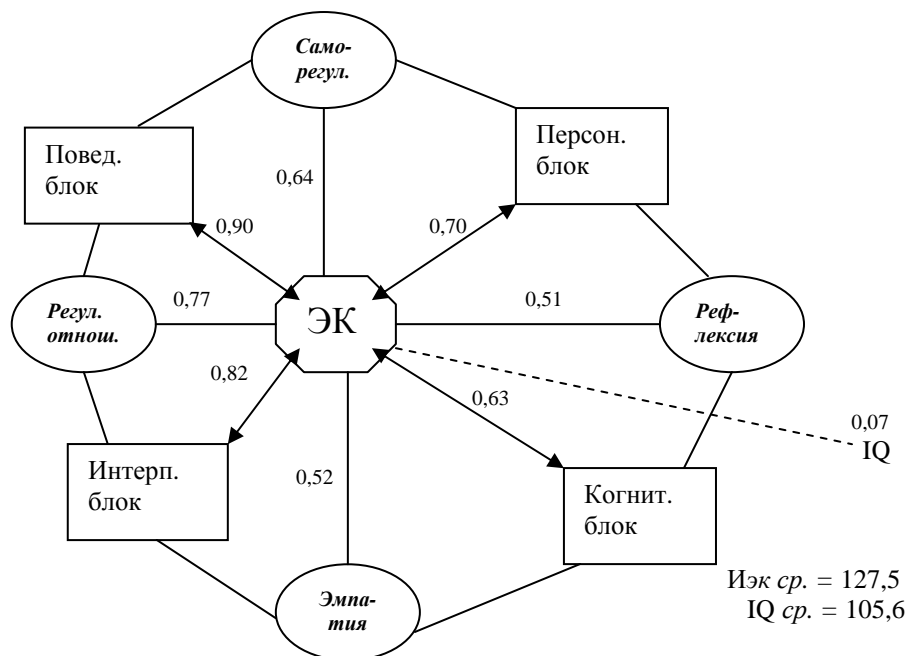 Само-
регул.
Повед.
блок
Персон.
блок
0,64
0,90
0,70
Регул.
отнош.
0,77
ЭК
0,51
Реф-
лексия
0,82
0,63
0,07
IQ
Интерп.
блок
0,52
Когнит.
блок
Эмпа-
тия
Иэк ср. = 127,5
IQ ср. = 105,6